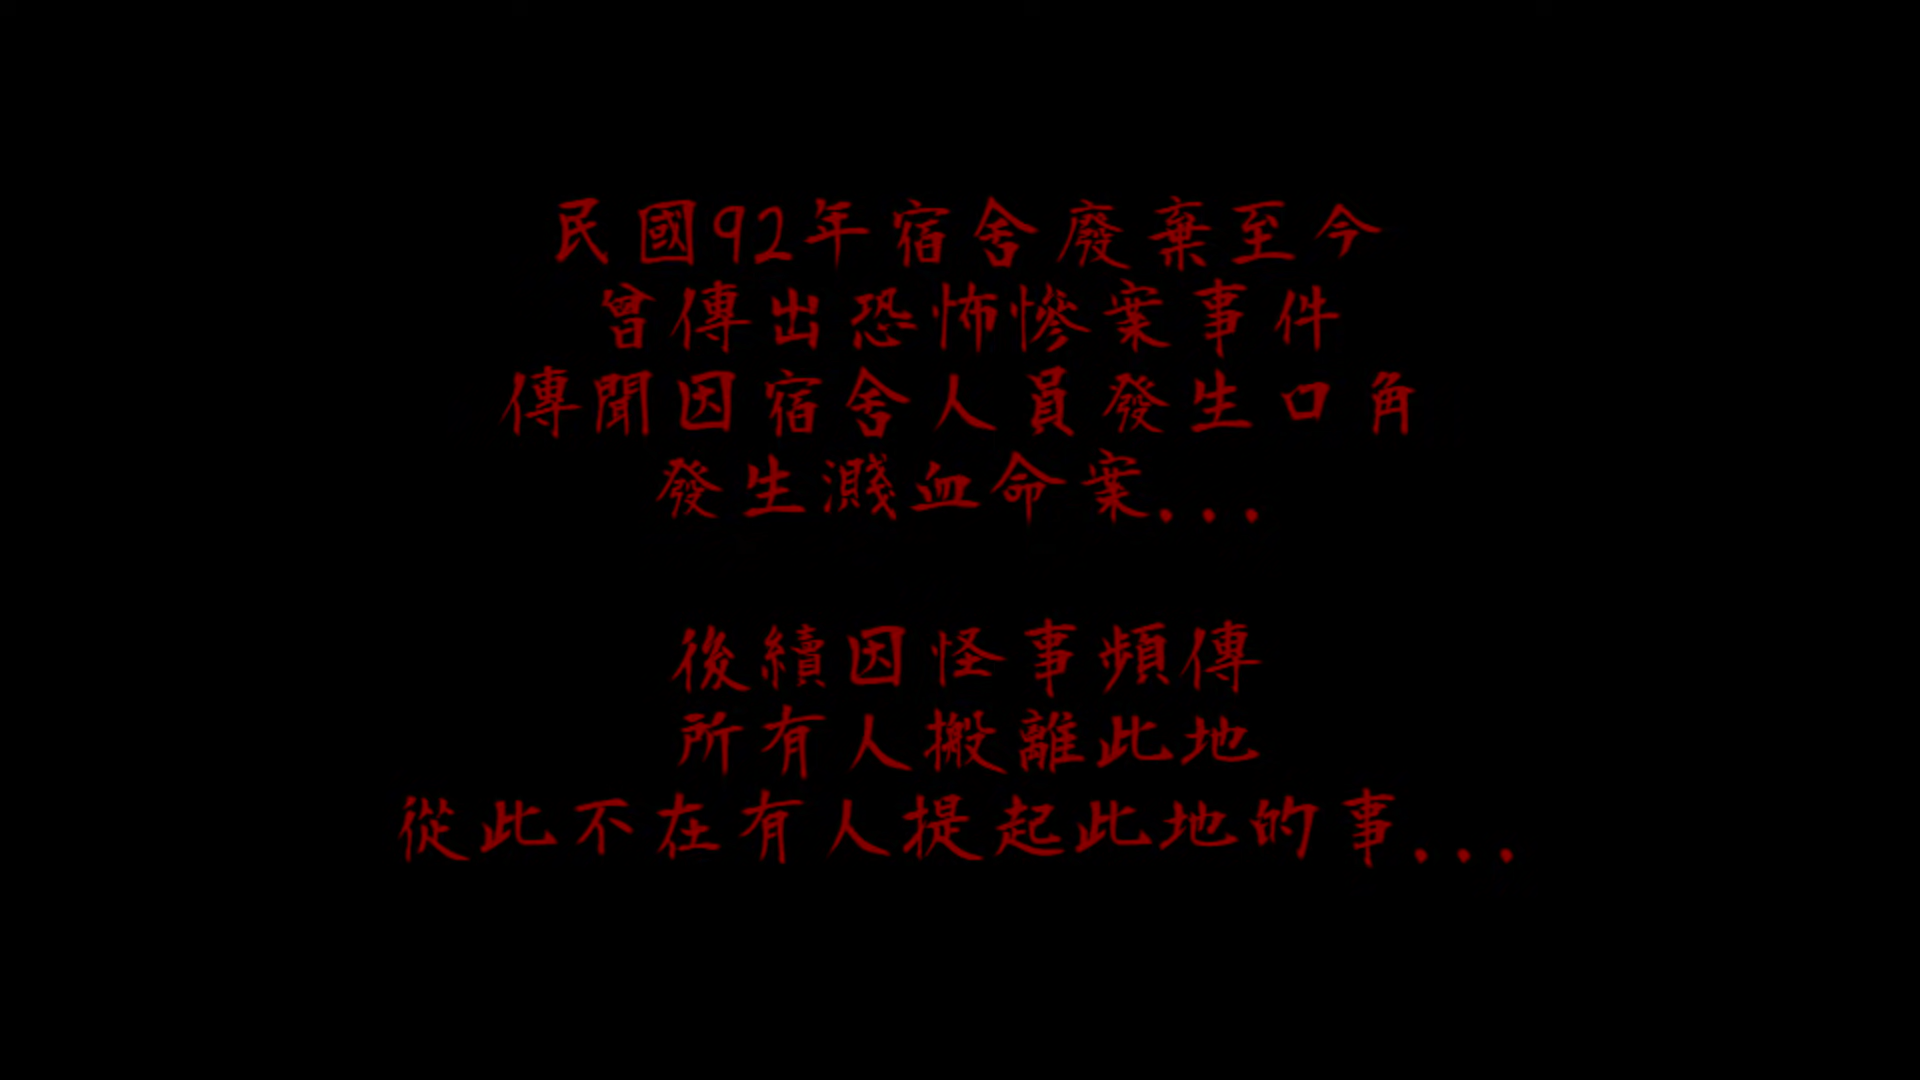 民國92年宿舍廢棄至今
曾傳出恐怖慘案事件
傳聞因宿舍人員發生口角
發生濺血命案...
後續因怪事頻傳
所有人搬離此地
從此不在有人提起此地的事...